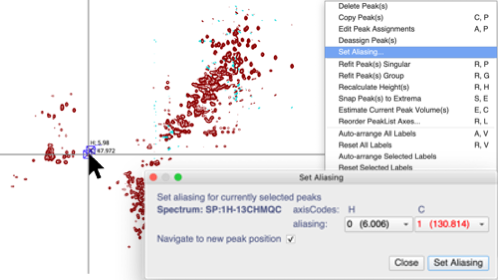 Delete Peak(s)
Copy Peak(s) C, P
Edit Peak Assignments A, P
Deassign Peak(s)
Set Aliasing...
Refit Peak(s) Singular R, P
Refit Peak(s) Group R, G
Recalculate Height(s) R, H
Snap Peak(s) to Extrema S, E
Estimate Current Peak Volume(s) E, C
Reorder PeakList Axes... R, L
Auto-arrange All Labels A, V
Reset All Labels R, V
Auto-arrange Selected Labels
Reset Selected Labels
H: 5.98
Set Aliasing
Set aliasing for currently selected peaks
Spectrum: SP:1H-13CHMQC axisCodes: H C
aliasing: 0 (6.006) 1 (130.814)
Navigate to new peak position
Close Set Aliasing